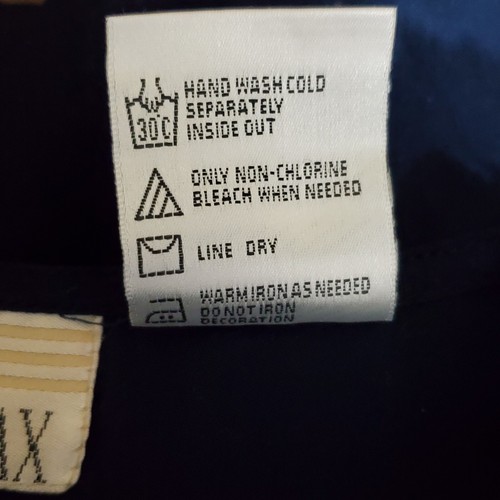 HAND WASH COLD
30°C
SEPARATELY
INSIDE OUT
ONLY NON-CHLORINE
BLEACH WHEN NEEDED
LINE DRY
WARM IRON AS NEEDED
DO NOT IRON
DECORATION